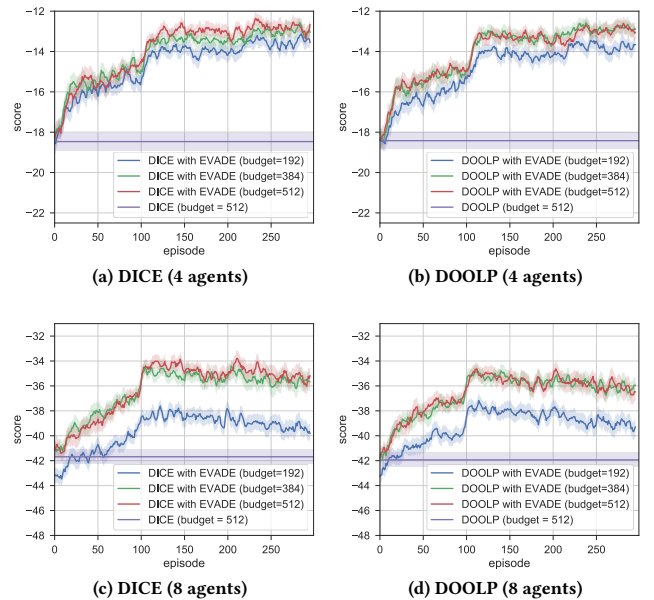 −12
−14
−16
−18
−20
−22
score
DICE with EVADE (budget=192)
DICE with EVADE (budget=384)
DICE with EVADE (budget=512)
DICE (budget = 512)
0 50 100 150 200 250
episode
(a) DICE (4 agents)
−12
−14
−16
−18
−20
−22
score
DOOLP with EVADE (budget=192)
DOOLP with EVADE (budget=384)
DOOLP with EVADE (budget=512)
DOOLP (budget = 512)
0 50 100 150 200 250
episode
(b) DOOLP (4 agents)
−32
−34
−36
−38
−40
−42
−44
−46
−48
score
DICE with EVADE (budget=192)
DICE with EVADE (budget=384)
DICE with EVADE (budget=512)
DICE (budget = 512)
0 50 100 150 200 250
episode
(c) DICE (8 agents)
−32
−34
−36
−38
−40
−42
−44
−46
−48
score
DOOLP with EVADE (budget=192)
DOOLP with EVADE (budget=384)
DOOLP with EVADE (budget=512)
DOOLP (budget = 512)
0 50 100 150 200 250
episode
(d) DOOLP (8 agents)